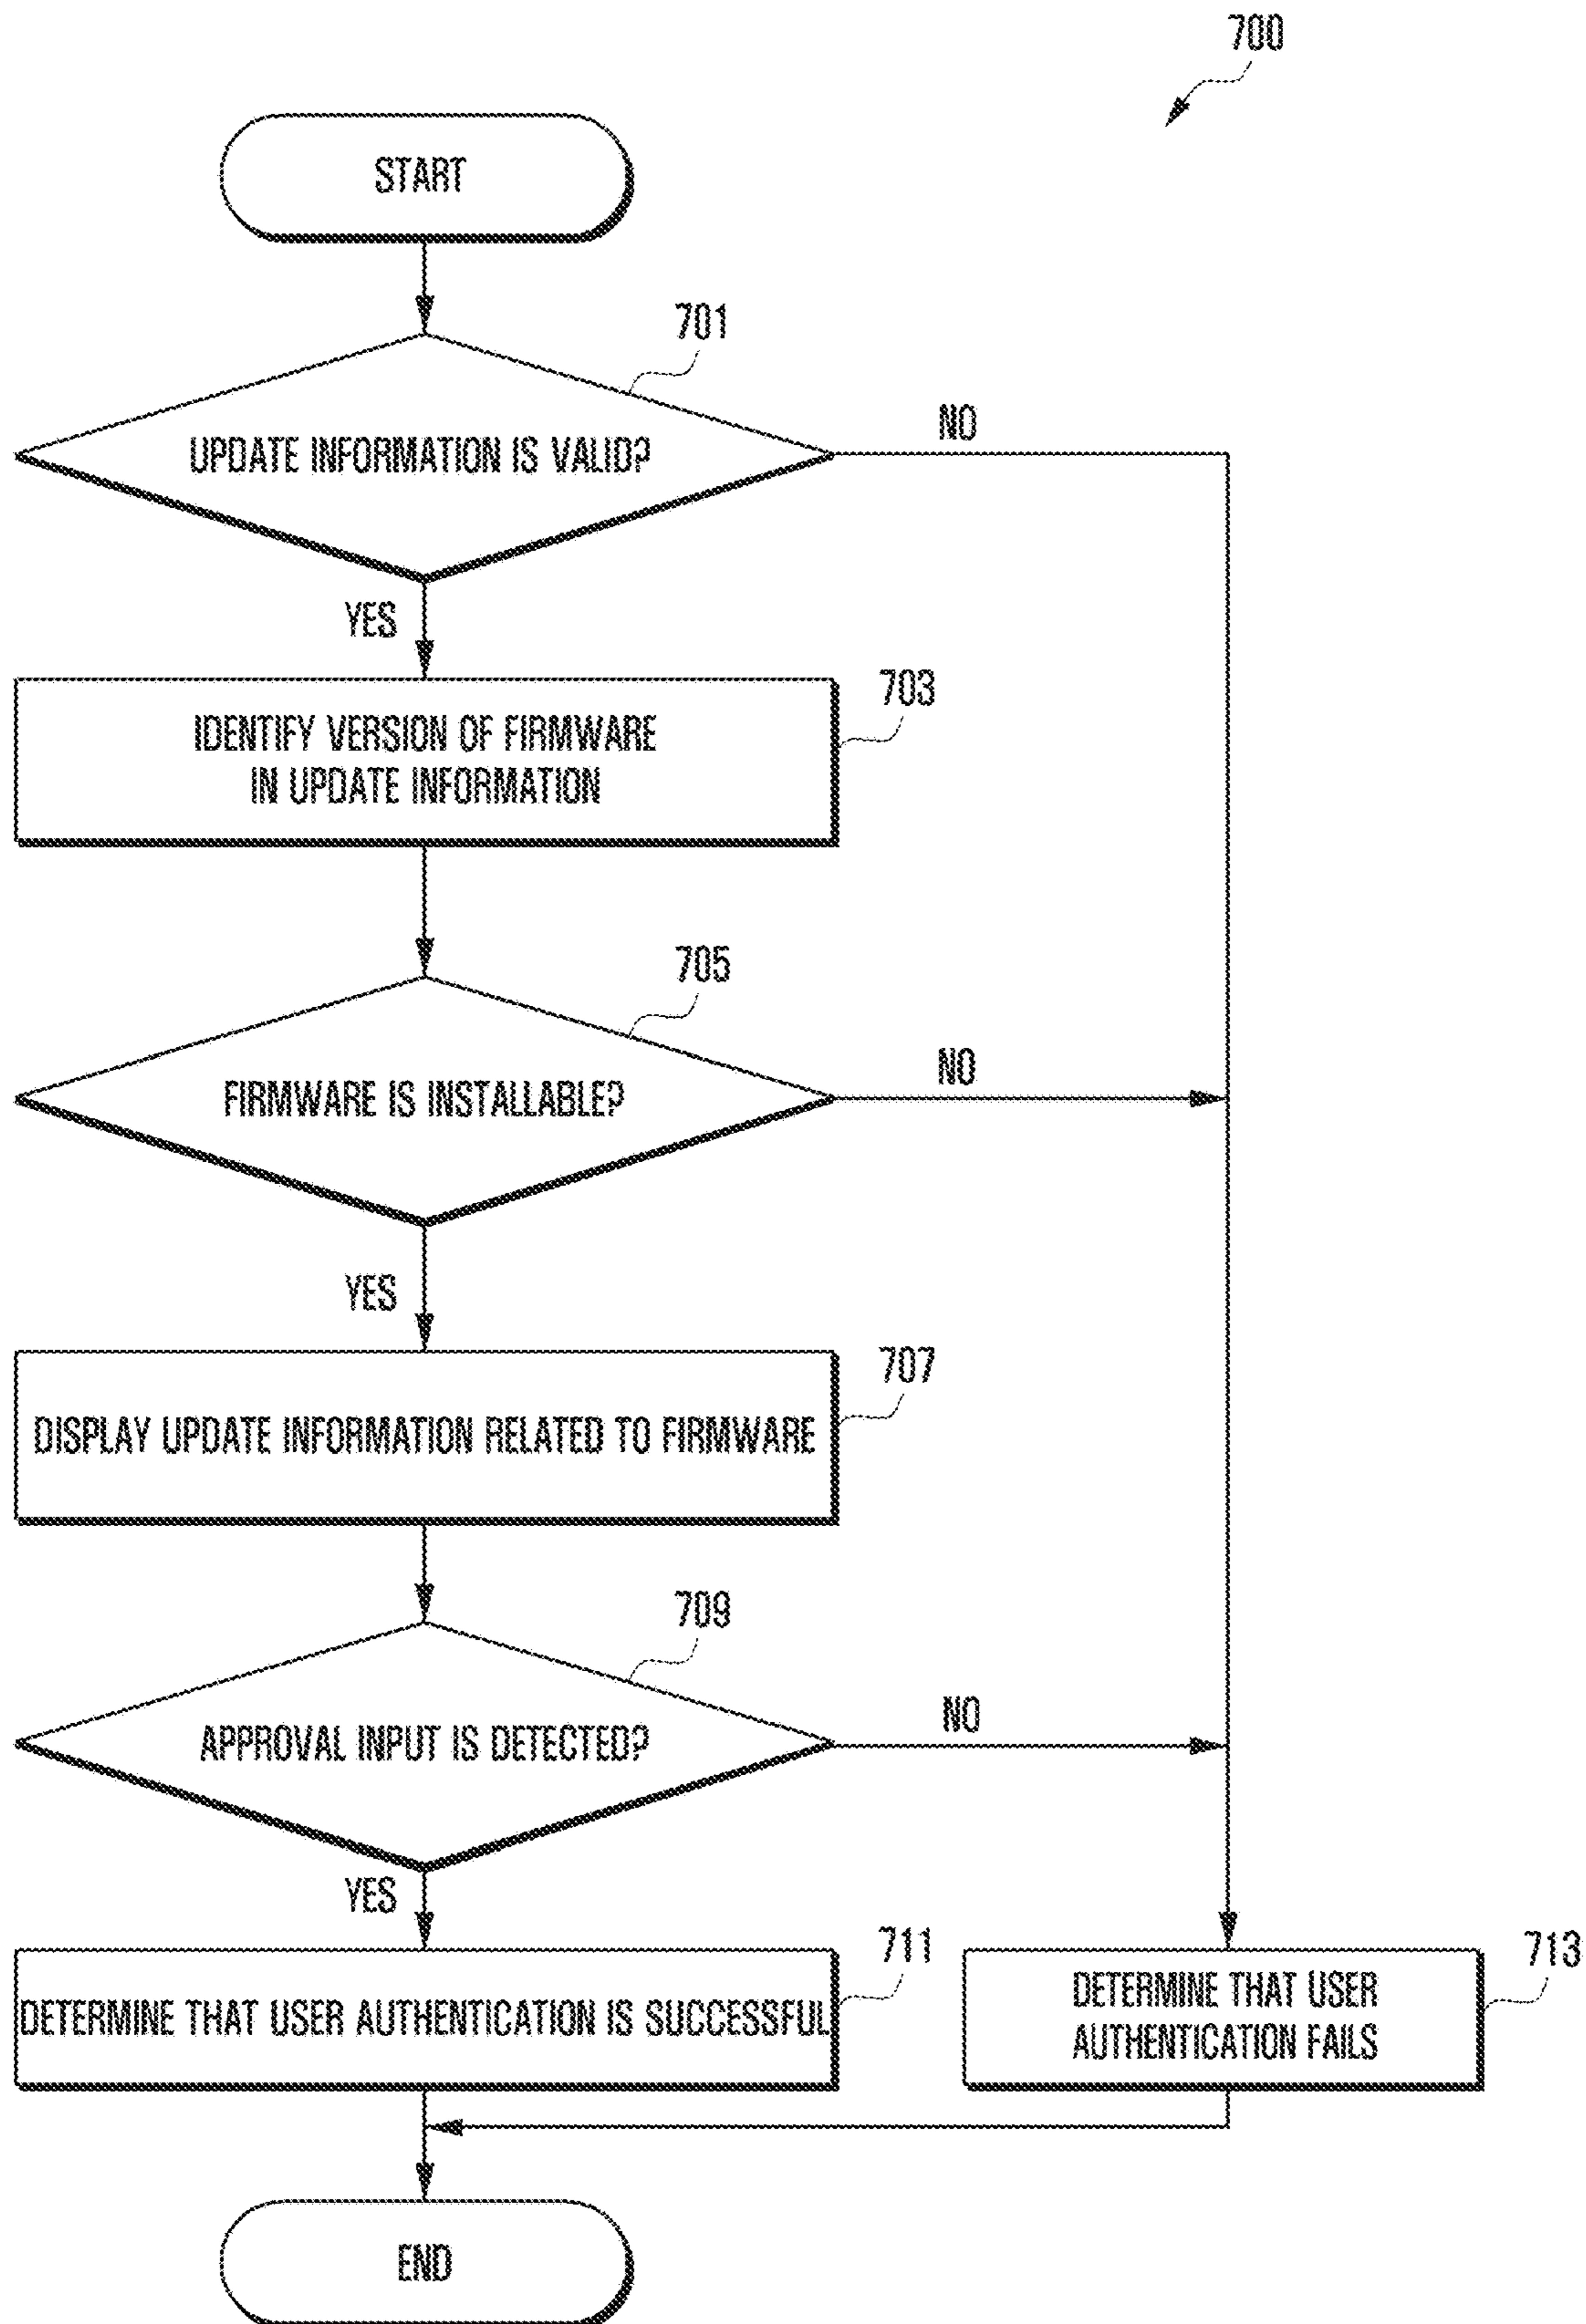 700
START
701
UPDATE INFORMATION IS VALID?
NO
YES
703
IDENTIFY VERSION OF FIRMWARE
IN UPDATE INFORMATION
705
FIRMWARE IS INSTALLABLE?
NO
YES
707
DISPLAY UPDATE INFORMATION RELATED TO FIRMWARE
709
APPROVAL INPUT IS DETECTED?
NO
YES
711
DETERMINE THAT USER AUTHENTICATION IS SUCCESSFUL
713
DETERMINE THAT USER
AUTHENTICATION FAILS
END